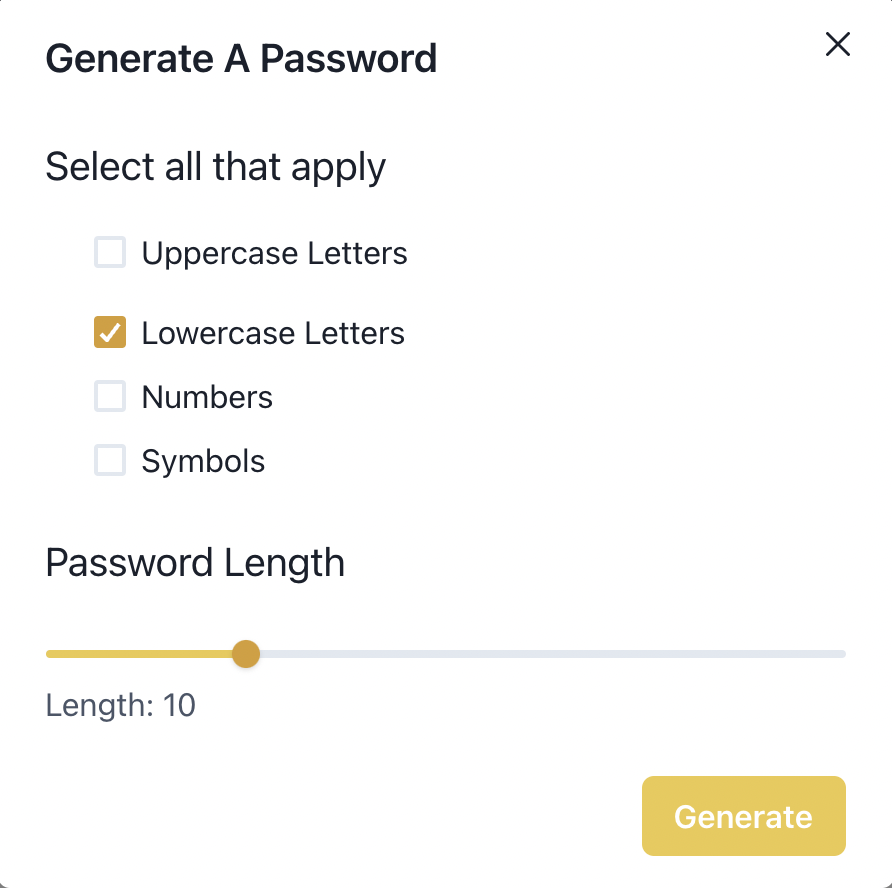 Generate A Password
Select all that apply
Uppercase Letters
Lowercase Letters
Numbers
Symbols
Password Length
Length: 10
Generate